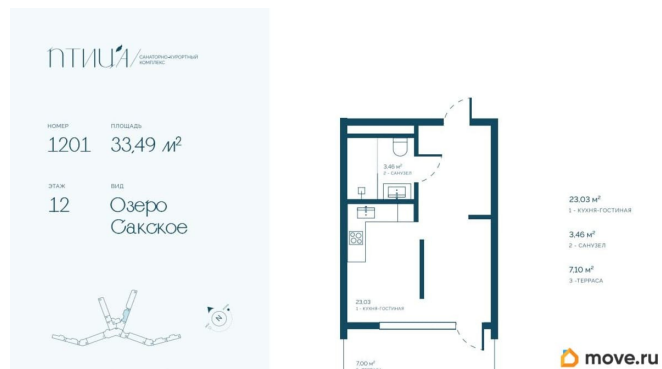 ПТИЦА/
САНАТОРНО-КУРОРТНЫЙ
КОМПЛЕКС
НОМЕР
ПЛОЩАДЬ
1201
33,49 м²
ЭТАЖ
ВИД
12
Озеро
Сакское
N
3,46 м²
2 - САНУЗЕЛ
23.03
1 - КУХНЯ-ГОСТИНАЯ
7,00 м²
23,03 м²
1 - КУХНЯ-ГОСТИНАЯ
3,46 м²
2 - САНУЗЕЛ
7,10 м²
3 -ТЕРРАСА
move.ru